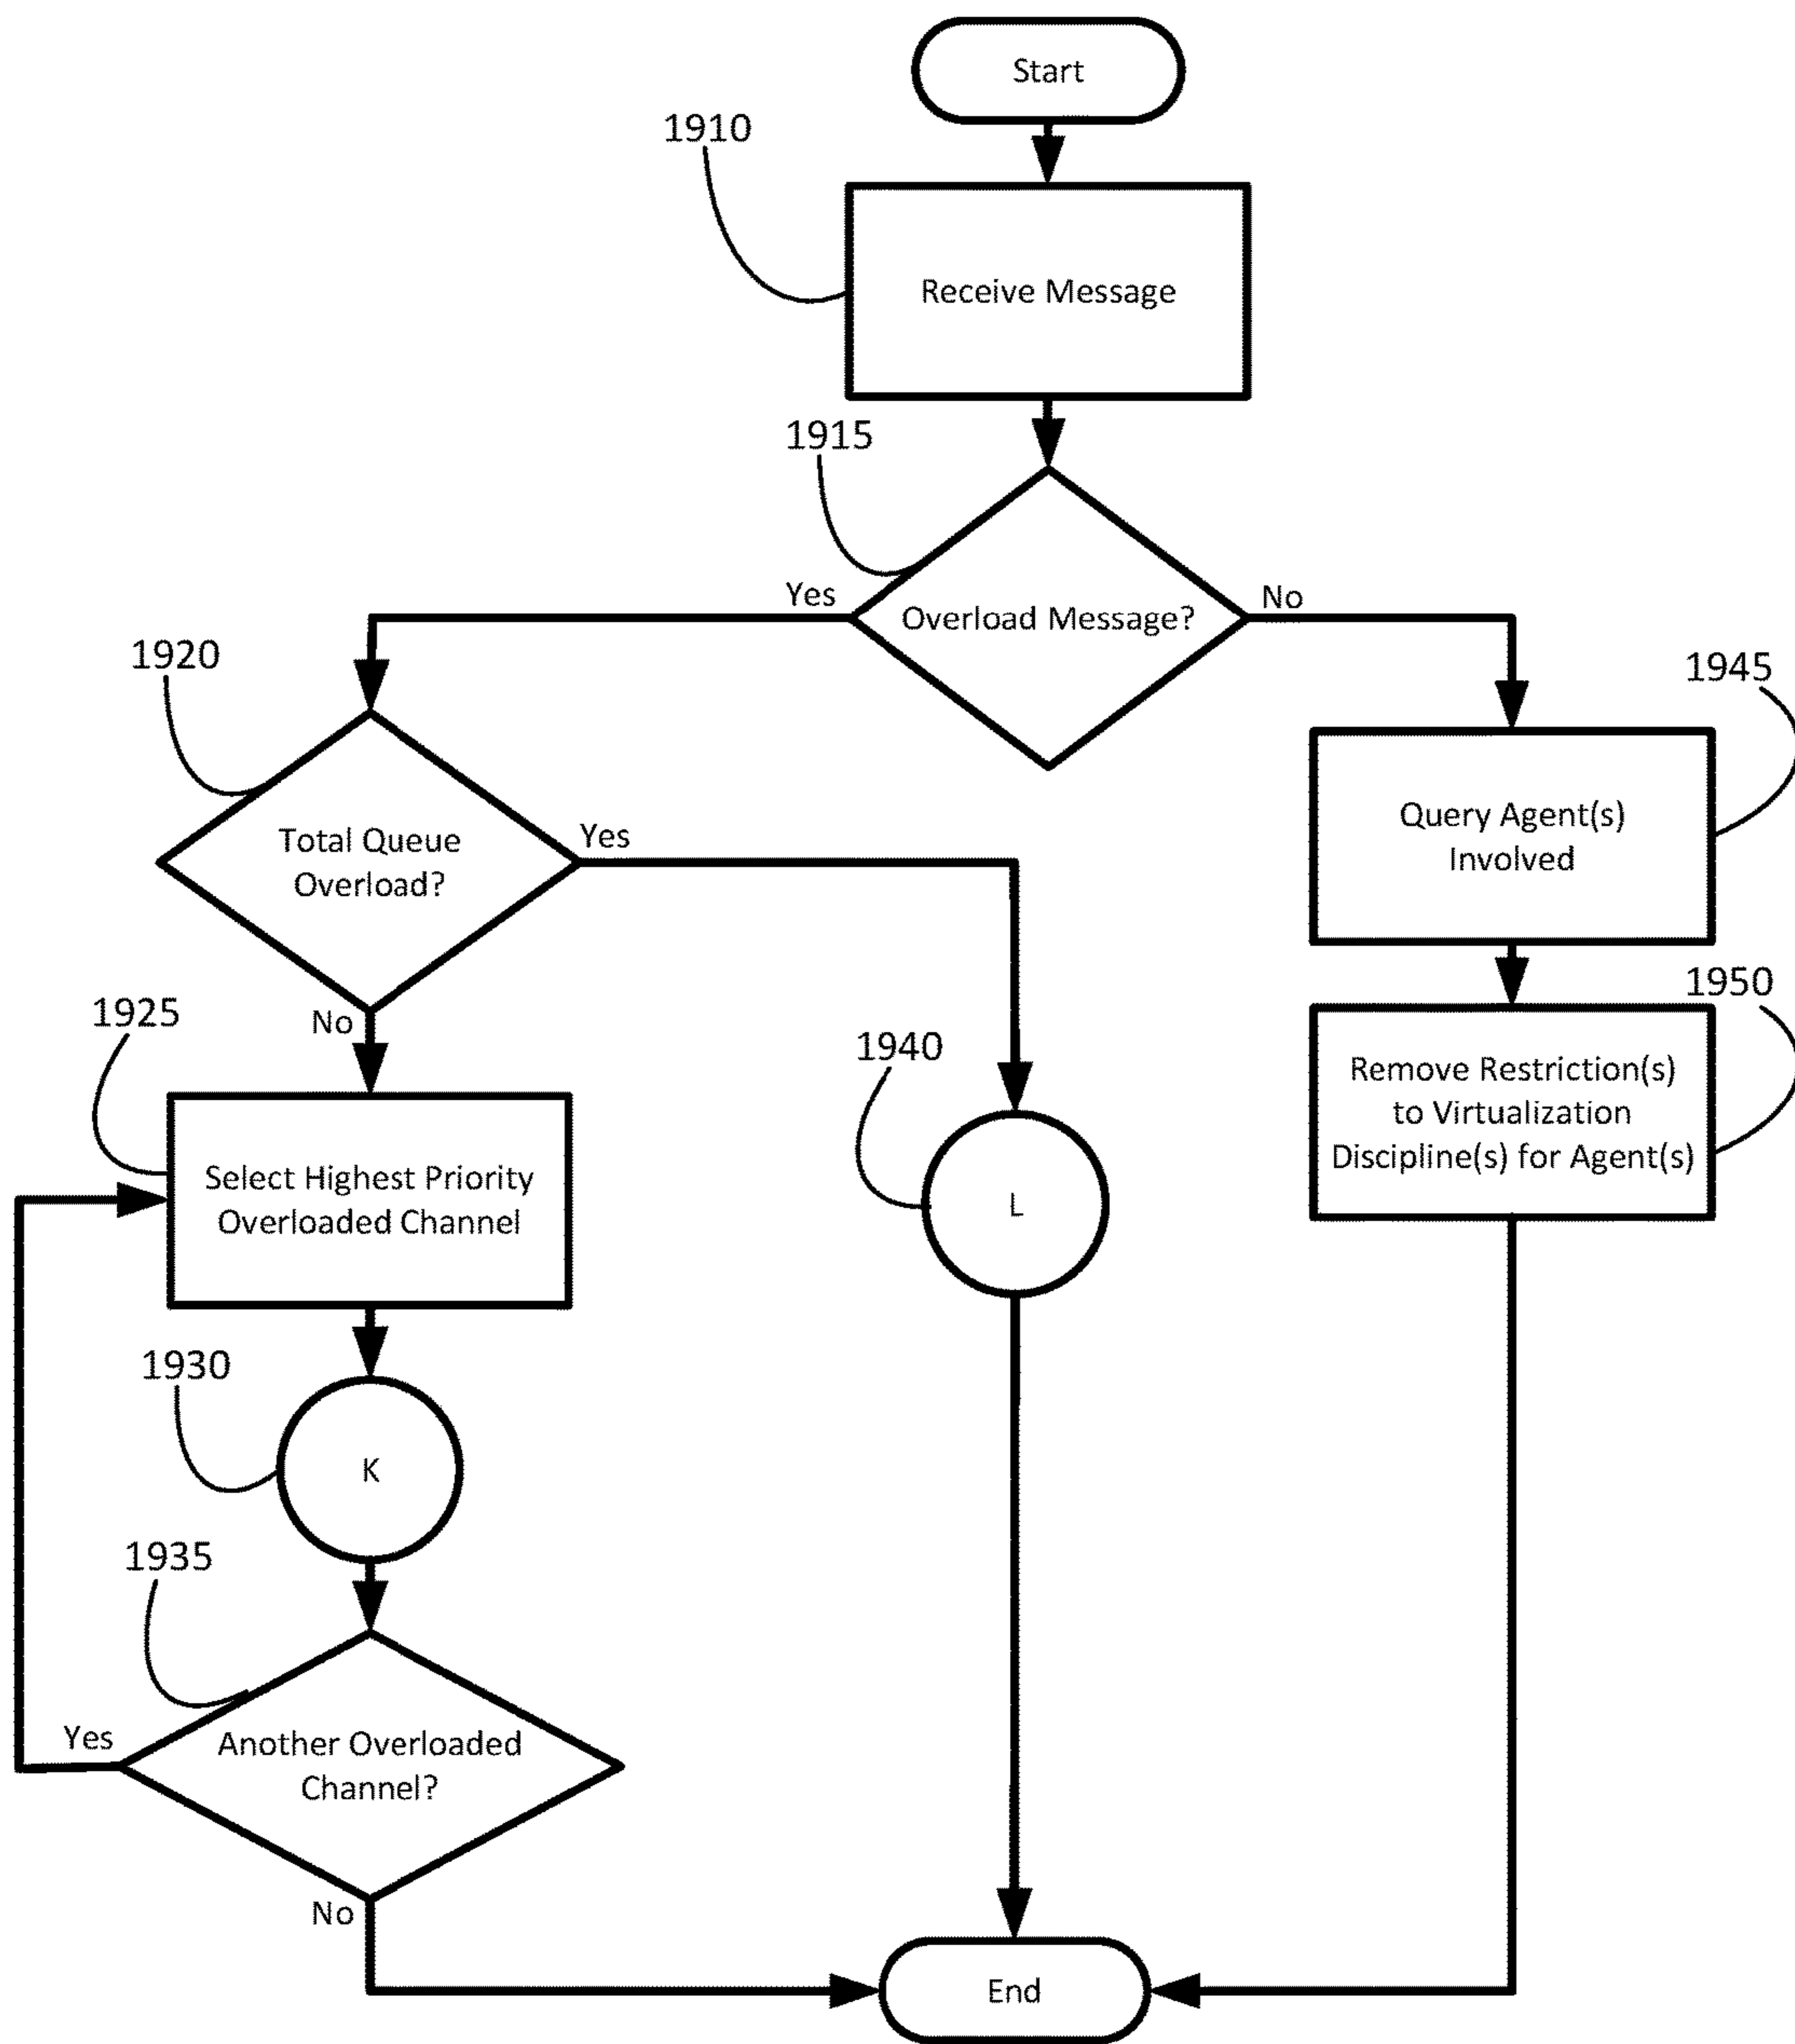 Start
1910
Receive Message
1915
Yes
Overload Message?
No
1920
1945
Total Queue
Overload?
Yes
Query Agent(s)
Involved
No
1925
1940
1950
Remove Restriction(s)
to Virtualization
Discipline(s) for Agent(s)
Select Highest Priority
Overloaded Channel
L
1930
K
1935
Yes
Another Overloaded
Channel?
No
End